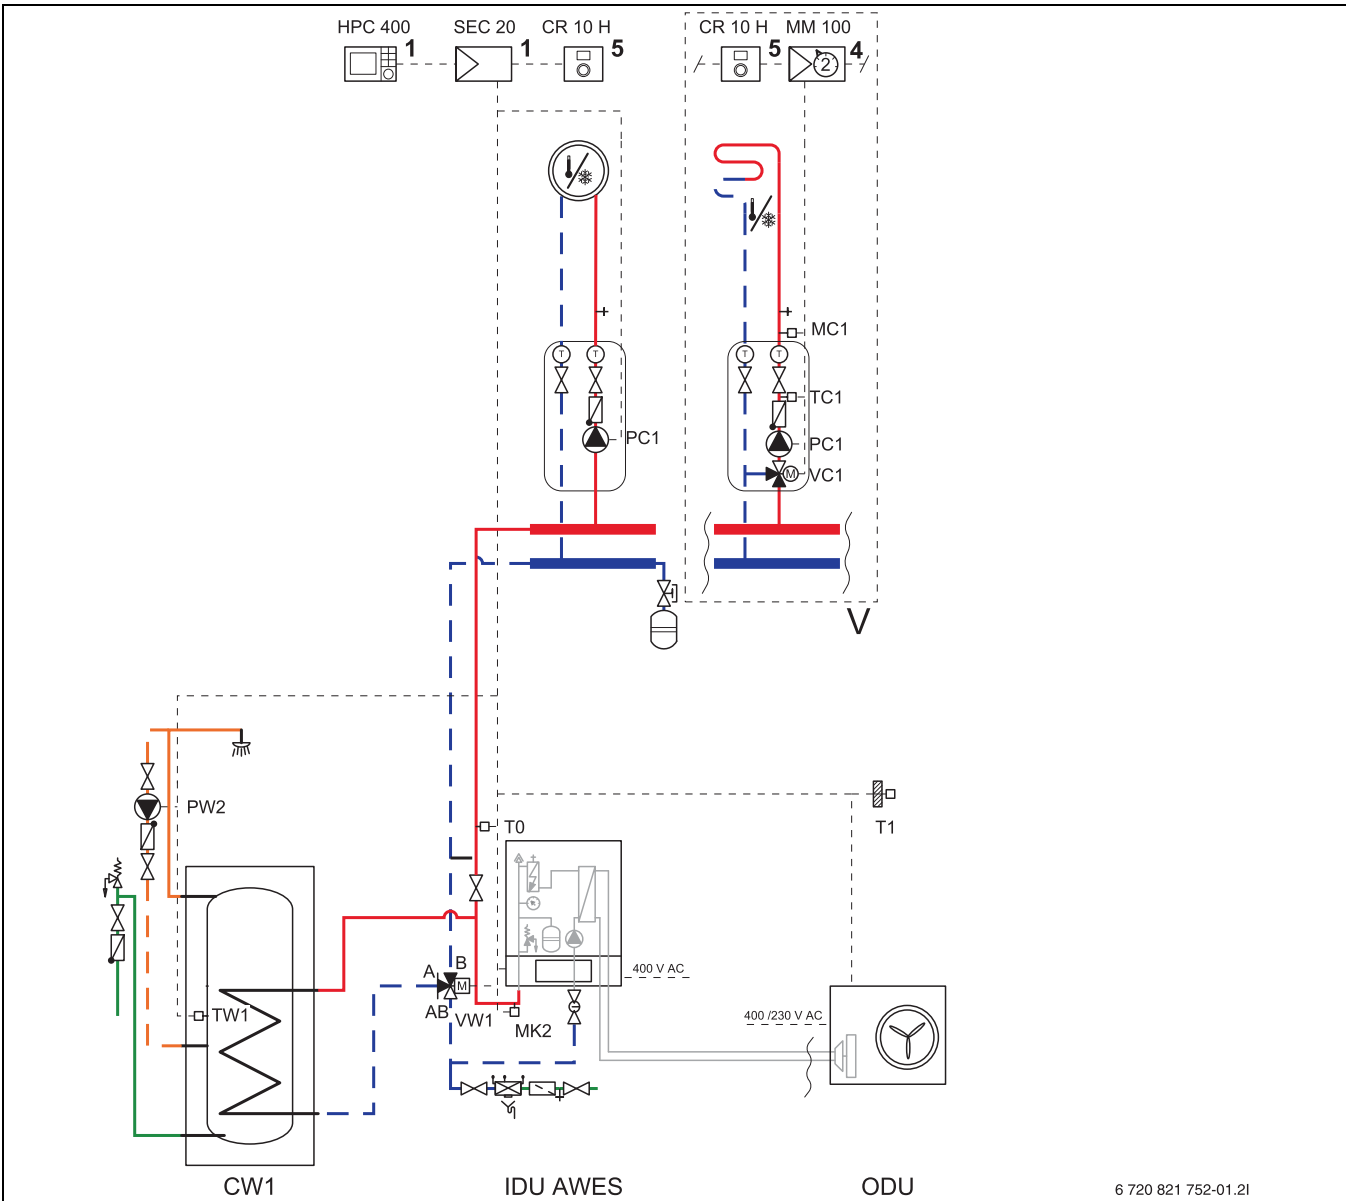 HPC 400 SEC 20 CR 10 H CR 10 H MM 100
1 1 5 5 2 4
MC1
T T T T
TC1
PC1 PC1
M VC1
V
PW2
T0 T1
A B
M 400 V AC
AB VW1 MK2
TW1 400 /230 V AC
CW1 IDU AWES ODU 6 720 821 752-01.2I